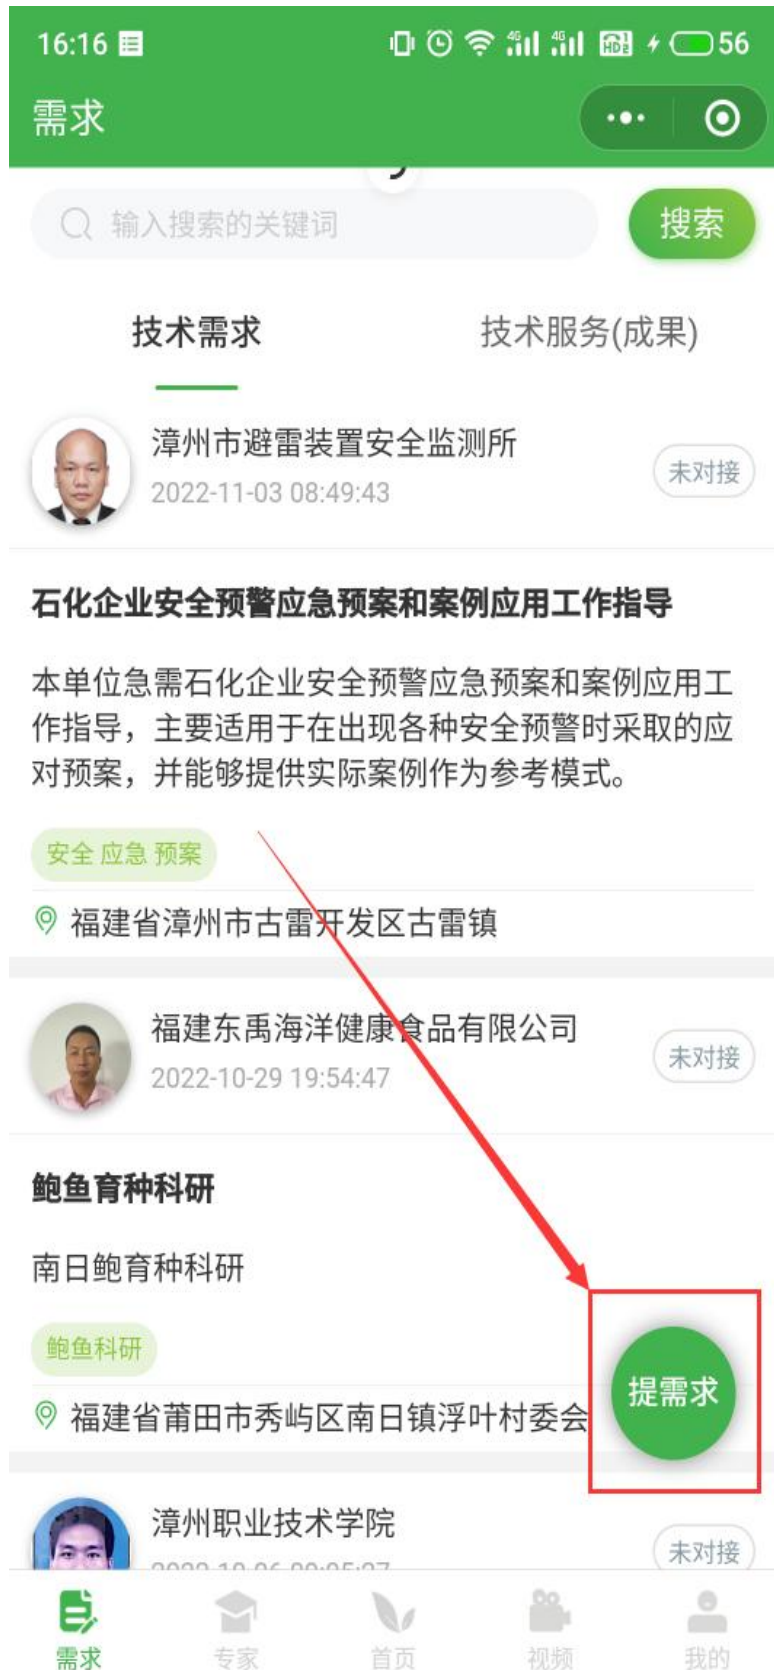 16:16 4G 4G HD 1 2 56
需求
输入搜索的关键词 搜索
技术需求 技术服务(成果)
漳州市避雷装置安全监测所
2022-11-03 08:49:43 未对接
石化企业安全预警应急预案和案例应用工作指导
本单位急需石化企业安全预警应急预案和案例应用工
作指导，主要适用于在出现各种安全预警时采取的应
对预案，并能够提供实际案例作为参考模式。
安全 应急 预案
福建省漳州市古雷开发区古雷镇
福建东禹海洋健康食品有限公司
2022-10-29 19:54:47 未对接
鲍鱼育种科研
南日鲍育种科研
鲍鱼科研
提需求
福建省莆田市秀屿区南日镇浮叶村委会
漳州职业技术学院
未对接
需求 专家 首页 视频 我的